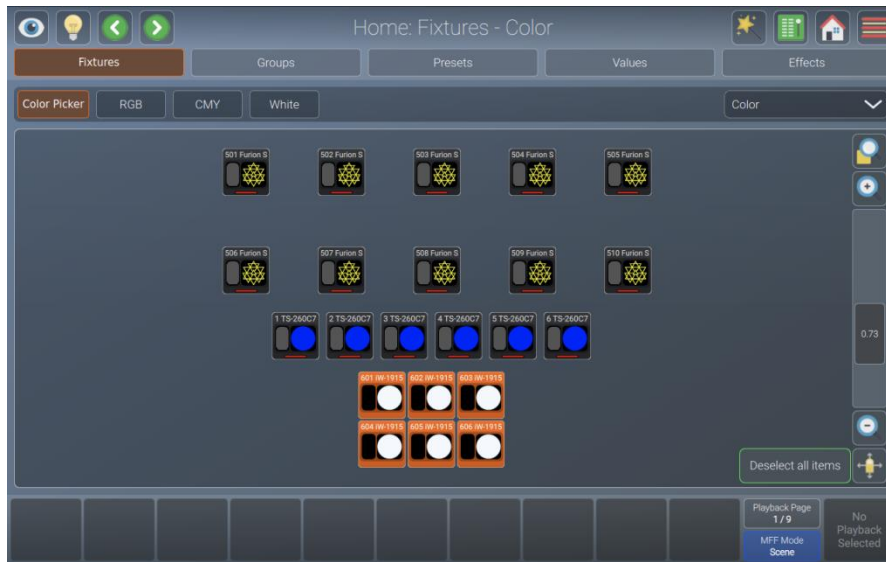 Home: Fixtures - Color
Fixtures
Groups
Presets
Values
Effects
Color Picker
RGB
CMY
White
Color
501 Furion S
502 Furion S
503 Furion S
504 Furion S
505 Furion S
506 Furion S
507 Furion S
508 Furion S
509 Furion S
510 Furion S
1 TS-260C7
2 TS-260C7
3 TS-260C7
4 TS-260C7
5 TS-260C7
6 TS-260C7
0.73
601 iW-1915
602 iW-1915
603 iW-1915
604 iW-1915
605 iW-1915
606 iW-1915
Deselect all items
Playback Page
1 / 9
MFF Mode
Scene
No
Playback
Selected